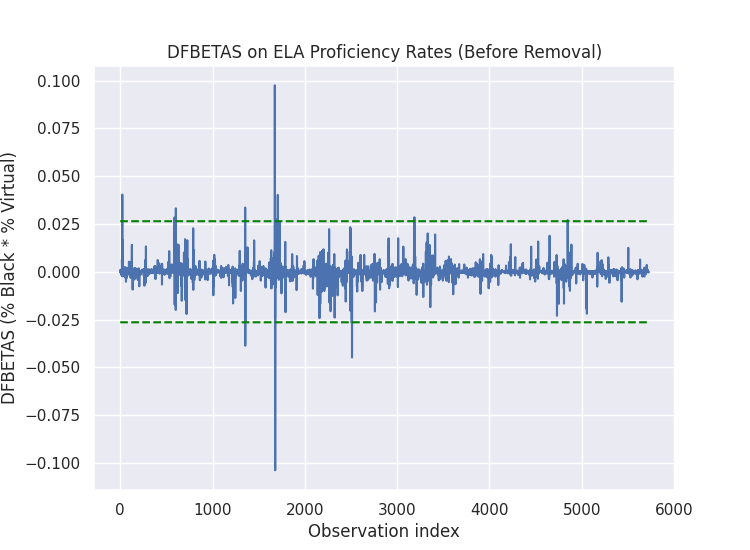 DFBETAS on ELA Proficiency Rates (Before Removal)
DFBETAS (% Black * % Virtual)
0.100
0.075
0.050
0.025
0.000
−0.025
−0.050
−0.075
−0.100
0 1000 2000 3000 4000 5000 6000
Observation index